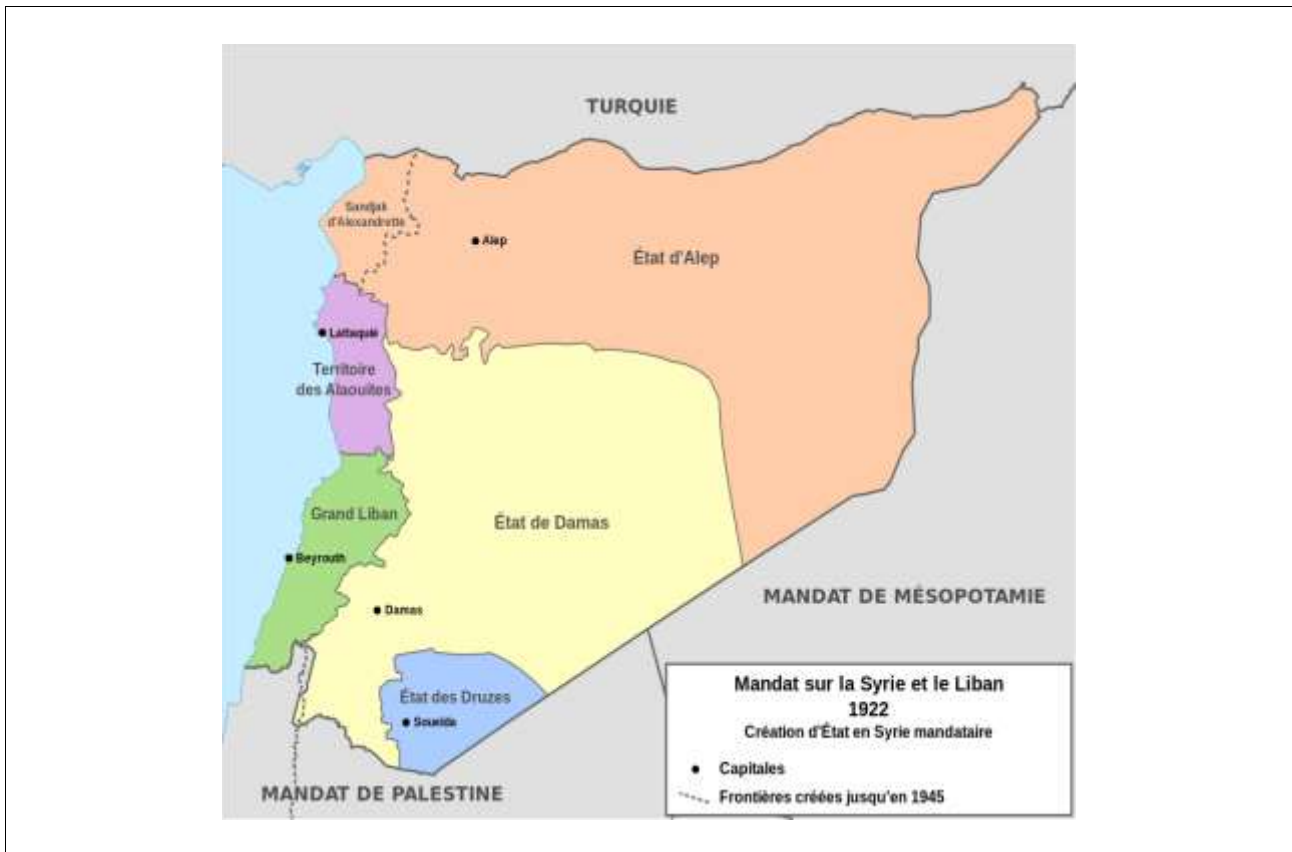 TURQUIE
Sandjak
d'Alexandrette
Alep
État d'Alep
Lattaquié
Territoire
des Alaouites
Grand Liban
État de Damas
Beyrouth
MANDAT DE MÉSOPOTAMIE
Damas
État des Druzes
Soueïda
MANDAT DE PALESTINE
Mandat sur la Syrie et le Liban
1922
Création d'État en Syrie mandataire
Capitales
Frontières créées jusqu'en 1945